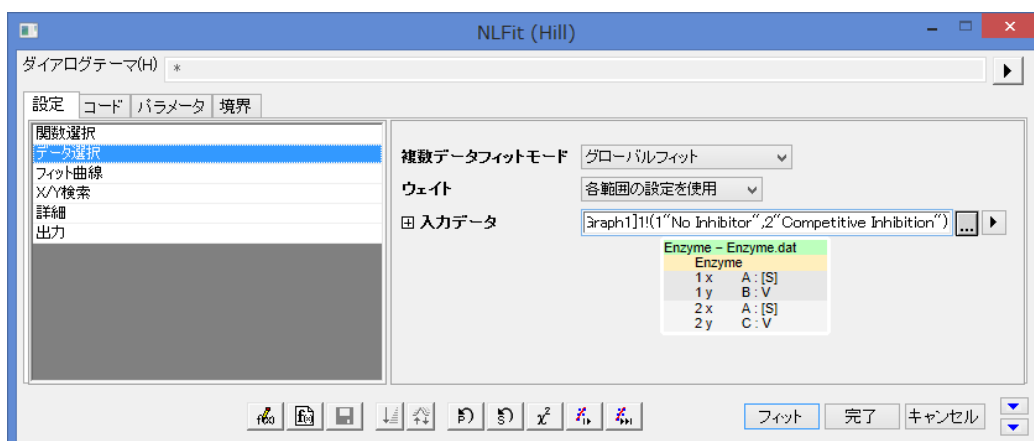 NLFit (Hill)
ダイアログテーマ(H) *
設定 コード パラメータ 境界
関数選択
データ選択
フィット曲線
X/Y検索
詳細
出力
複数データフィットモード グローバルフィット
ウェイト 各範囲の設定を使用
入力データ Graph1]1!(1"No Inhibitor",2"Competitive Inhibition") ...
Enzyme - Enzyme.dat
Enzyme
1 x A : [S]
1 y B : V
2 x A : [S]
2 y C : V
フィット 完了 キャンセル